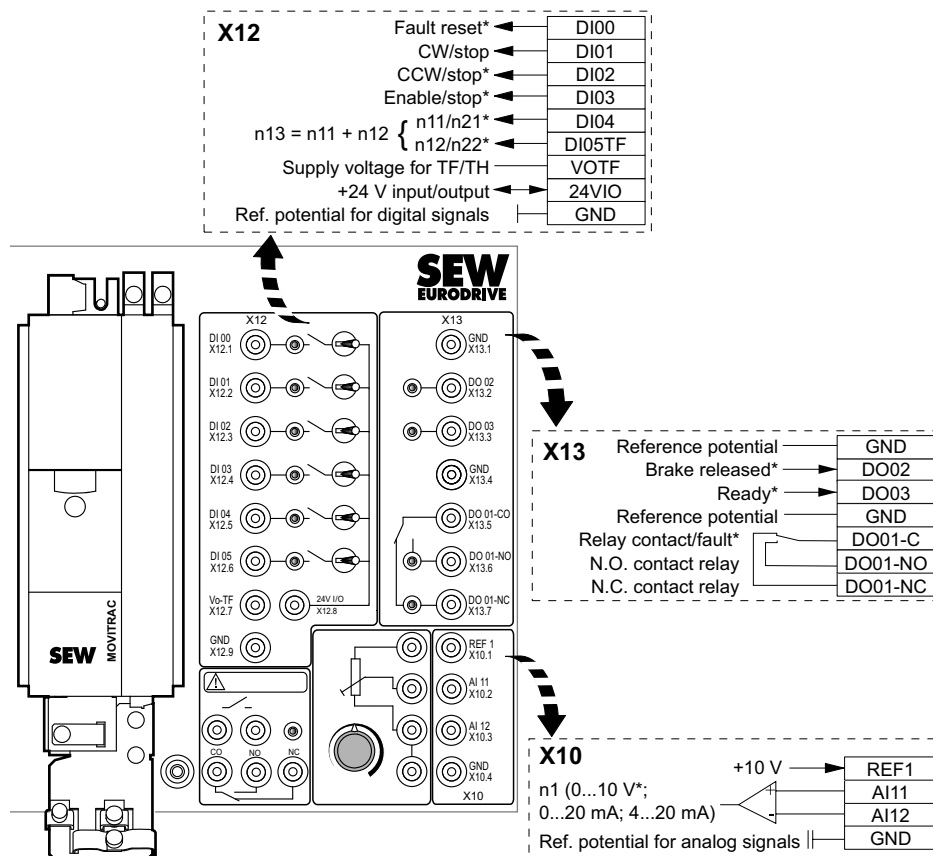 X12
Fault reset* DI00
CW/stop DI01
CCW/stop* DI02
Enable/stop* DI03
n13 = n11 + n12 { n11/n21* DI04
n12/n22* DI05TF
Supply voltage for TF/TH VOTF
+24 V input/output 24VIO
Ref. potential for digital signals GND
SEW
EURODRIVE
X12
DI 00
X12.1
DI 01
X12.2
DI 02
X12.3
DI 03
X12.4
DI 04
X12.5
DI 05
X12.6
Vo-TF
X12.7
24V I/O
X12.8
GND
X12.9
X13
GND
X13.1
DO 02
X13.2
DO 03
X13.3
GND
X13.4
DO 01-CO
X13.5
DO 01-NO
X13.6
DO 01-NC
X13.7
REF 1
X10.1
AI 11
X10.2
AI 12
X10.3
GND
X10.4
X10
CO NO NC
SEW
MOVITRAC
X13
Reference potential GND
Brake released* DO02
Ready* DO03
Reference potential GND
Relay contact/fault* DO01-C
N.O. contact relay DO01-NO
N.C. contact relay DO01-NC
X10
+10 V REF1
n1 (0...10 V*; + AI11
0...20 mA; 4...20 mA) - AI12
Ref. potential for analog signals GND